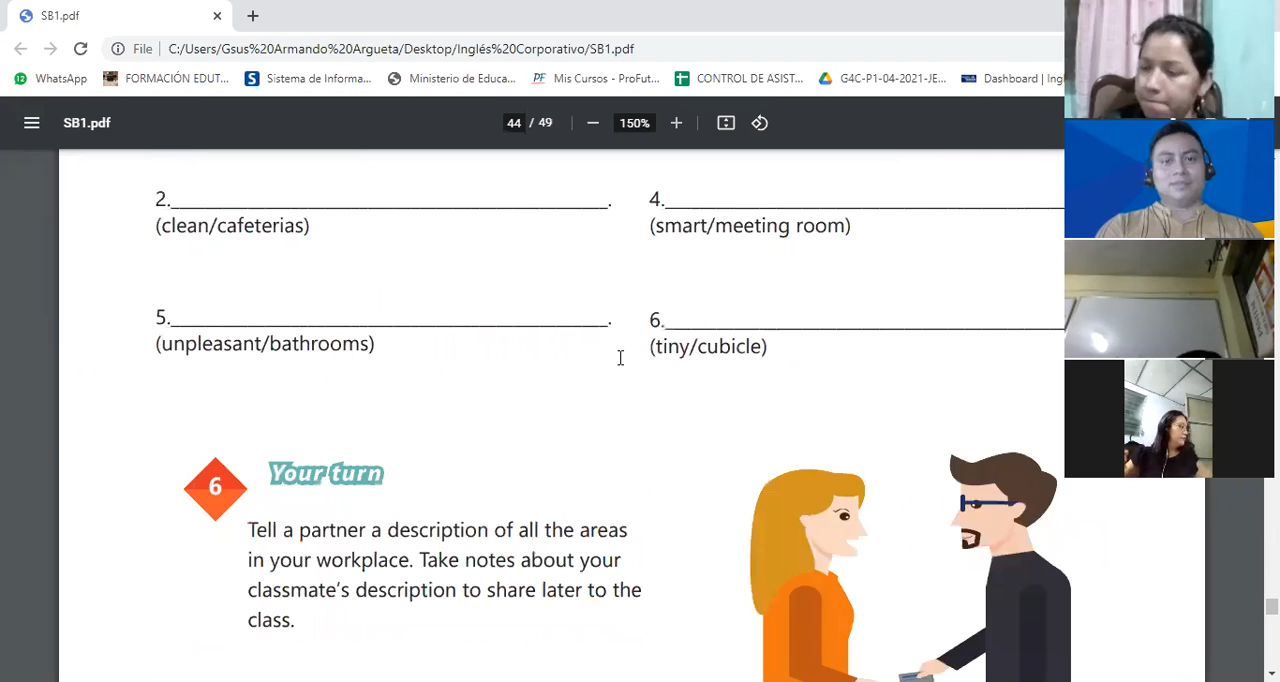 SB1.pdf
File | C:/Users/Gsus%20Armando%20Argueta/Desktop/Inglés%20Corporativo/SB1.pdf
WhatsApp FORMACIÓN EDUT... Sistema de Informa... Ministerio de Educa... Mis Cursos - ProFut... CONTROL DE ASIST... G4C-P1-04-2021-JE... Dashboard | Ing
SB1.pdf 44 / 49 150%
2.________________________________________. 4.________________________________________
(clean/cafeterias) (smart/meeting room)
5.________________________________________. 6.________________________________________
(unpleasant/bathrooms) (tiny/cubicle)
6 Your turn
Tell a partner a description of all the areas
in your workplace. Take notes about your
classmate's description to share later to the
class.